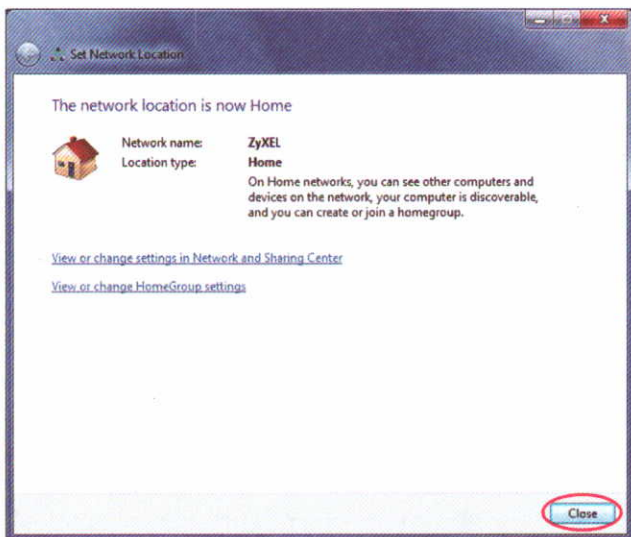 Set Network Location
The network location is now Home
Network name: ZyXEL
Location type: Home
On Home networks, you can see other computers and
devices on the network, your computer is discoverable,
and you can create or join a homegroup.
View or change settings in Network and Sharing Center
View or change HomeGroup settings
Close